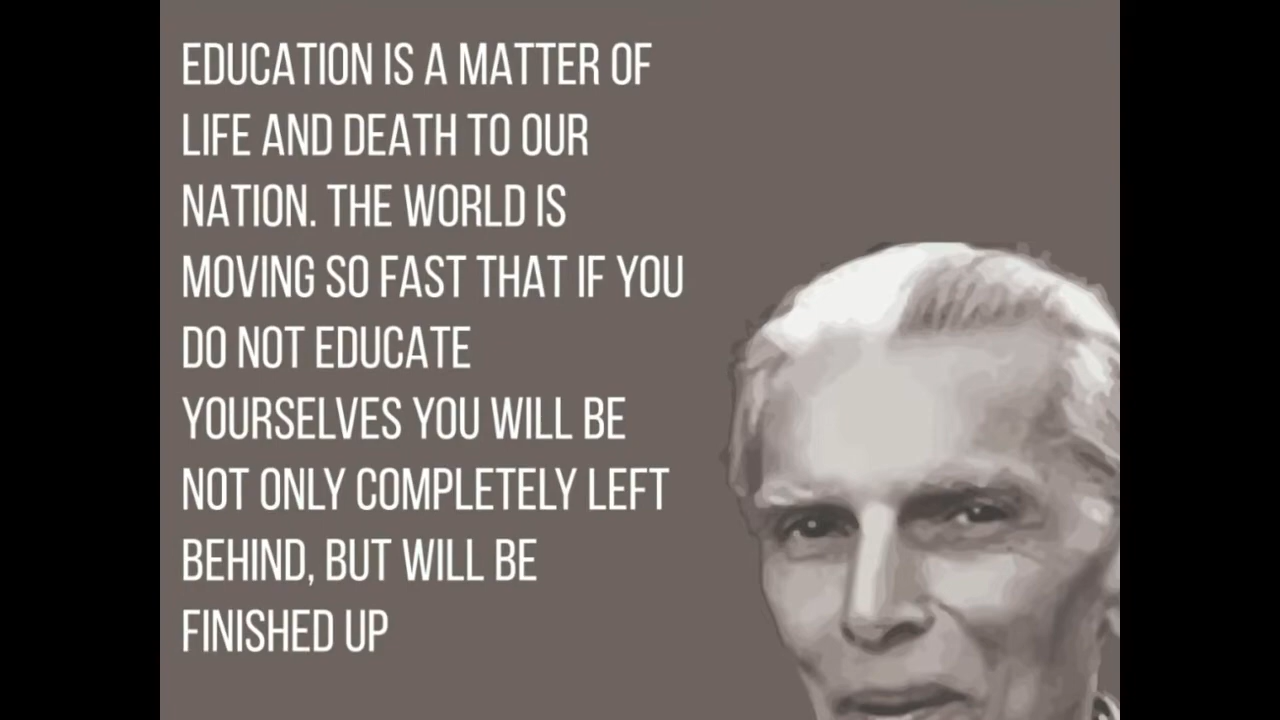 EDUCATION IS A MATTER OF
LIFE AND DEATH TO OUR
NATION. THE WORLD IS
MOVING SO FAST THAT IF YOU
DO NOT EDUCATE
YOURSELVES YOU WILL BE
NOT ONLY COMPLETELY LEFT
BEHIND, BUT WILL BE
FINISHED UP